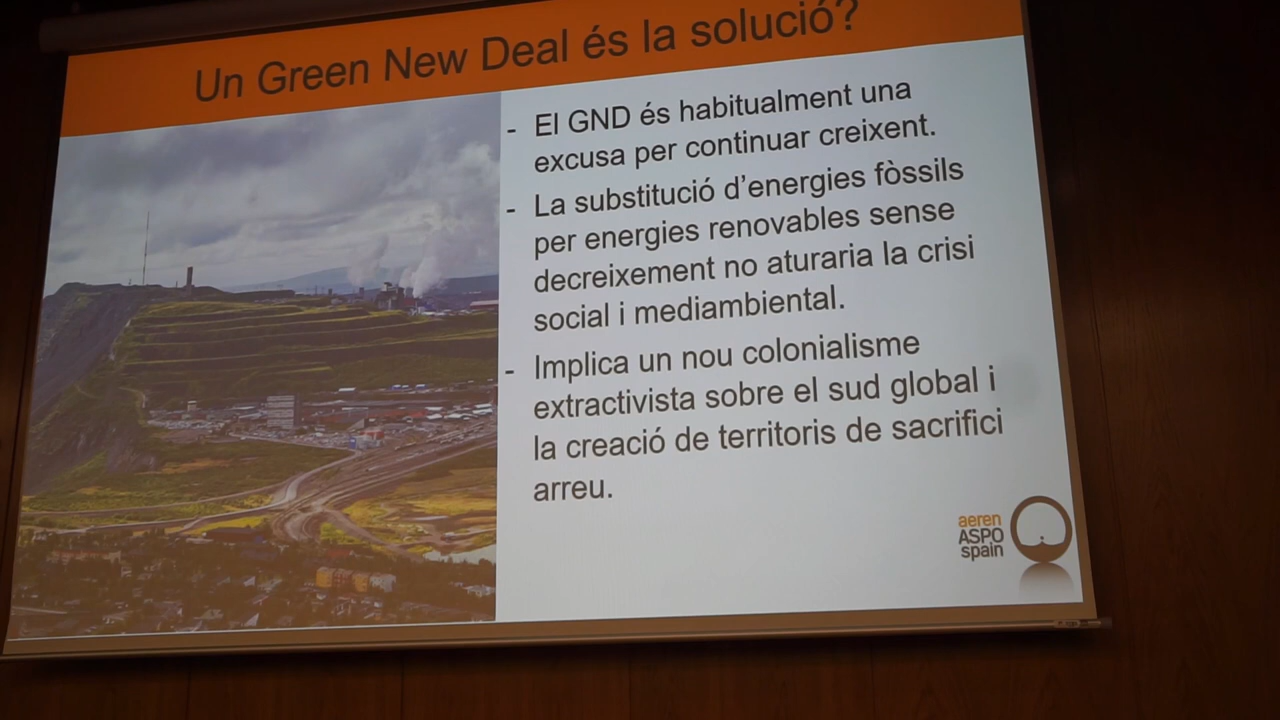 Un Green New Deal és la solució?
- El GND és habitualment una
excusa per continuar creixent.
- La substitució d'energies fòssils
per energies renovables sense
decreixement no aturaria la crisi
social i mediambiental.
- Implica un nou colonialisme
extractivista sobre el sud global i
la creació de territoris de sacrifici
arreu.
aeren
ASPO
spain